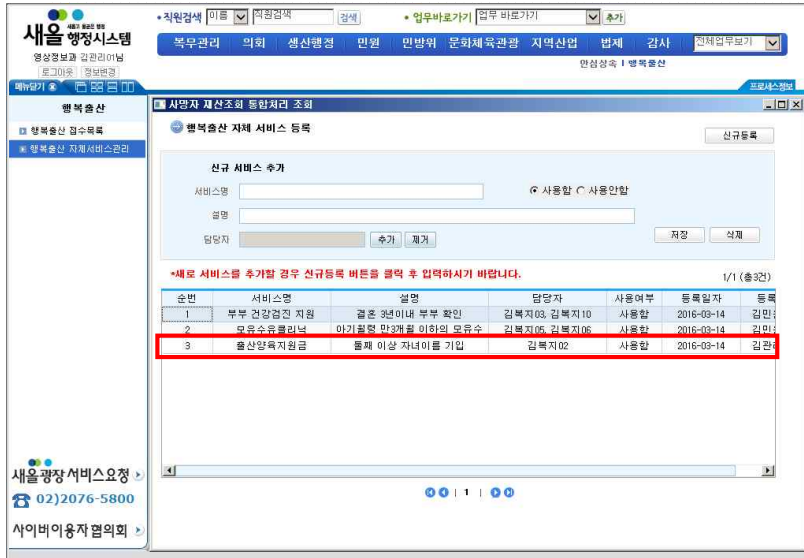 새올 행정시스템
영상정보과 김관리01님
로그아웃 정보변경
• 직원검색 이름 직원검색 검색 • 업무바로가기 업무 바로가기 추가
복무관리 의회 생산행정 민원 민방위 문화체육관광 지역산업 법제 감사 전체업무보기
안심상속 | 행복출산
메뉴닫기
프로세스정보
행복출산
행복출산 접수목록
행복출산 자체서비스관리
사망자 재산조회 통합처리 조회
행복출산 자체 서비스 등록
신규등록
신규 서비스 추가
서비스명 사용함 사용안함
설명
담당자 추가 제거 저장 삭제
*새로 서비스를 추가할 경우 신규등록 버튼을 클릭 후 입력하시기 바랍니다.
1/1 (총3건)
순번 서비스명 설명 담당자 사용여부 등록일자 등록
1 부부 건강검진 지원 결혼 3년이내 부부 확인 김복지03, 김복지10 사용함 2016-03-14 김민
2 모유수유클리닉 아기월령 만3개월 이하의 모유수 김복지05, 김복지06 사용함 2016-03-14 김민
3 출산양육지원금 둘째 이상 자녀이름 기입 김복지02 사용함 2016-03-14 김관
| 1 |
새올광장서비스요청
02)2076-5800
사이버이용자협의회